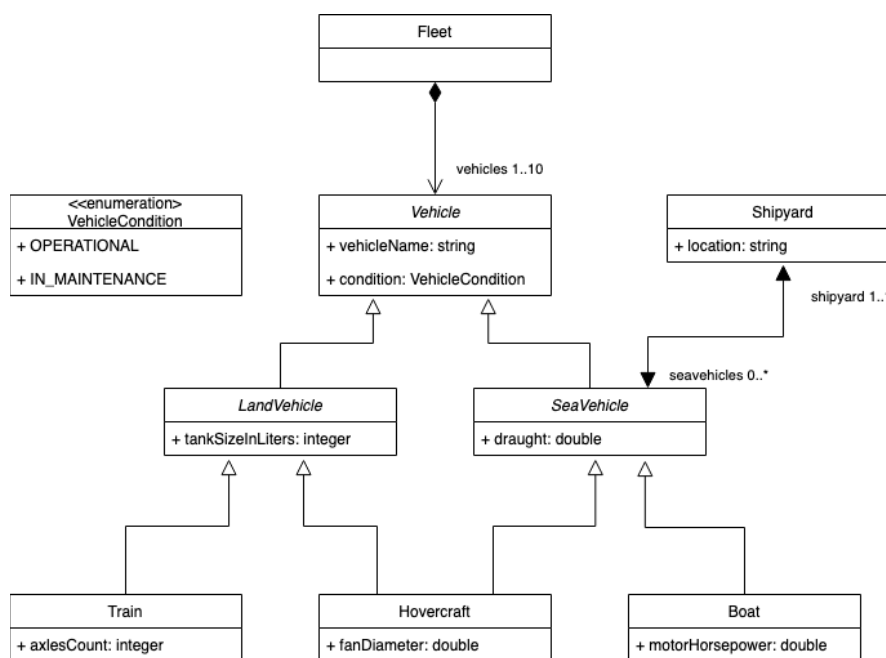 Fleet
vehicles 1..10
<<enumeration>
VehicleCondition
+ OPERATIONAL
+ IN_MAINTENANCE
Vehicle
+ vehicleName: string
+ condition: VehicleCondition
Shipyard
+ location: string
shipyard 1..
seavehicles 0..*
LandVehicle
+ tankSizeInLiters: integer
SeaVehicle
+ draught: double
Train
+ axlesCount: integer
Hovercraft
+ fanDiameter: double
Boat
+ motorHorsepower: double